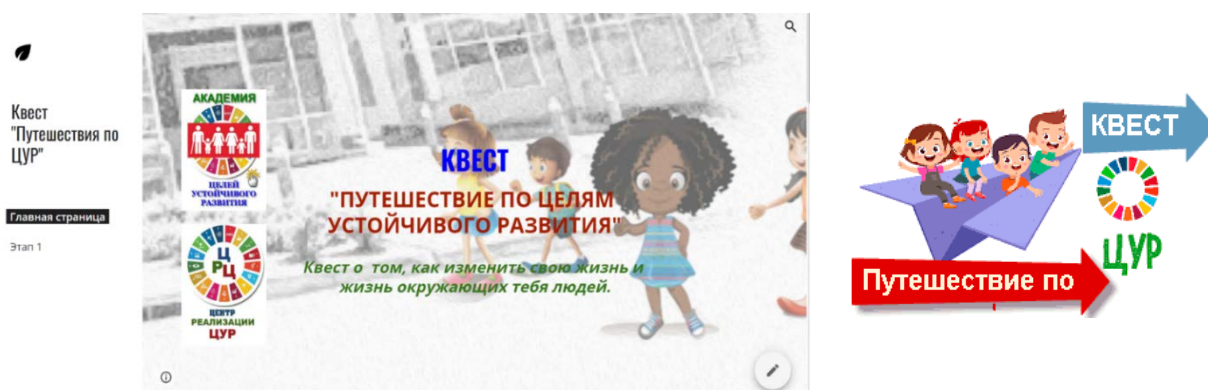 Квест
"Путешествия по
ЦУР"
Главная страница
Этап 1
АКАДЕМИЯ
ЦЕЛЕЙ
УСТОЙЧИВОГО
РАЗВИТИЯ
Ц
РЦ
ЦЕНТР
РЕАЛИЗАЦИИ
ЦУР
КВЕСТ
"ПУТЕШЕСТВИЕ ПО ЦЕЛЯМ
УСТОЙЧИВОГО РАЗВИТИЯ"
Квест о том, как изменить свою жизнь и
жизнь окружающих тебя людей.
КВЕСТ
ЦУР
Путешествие по